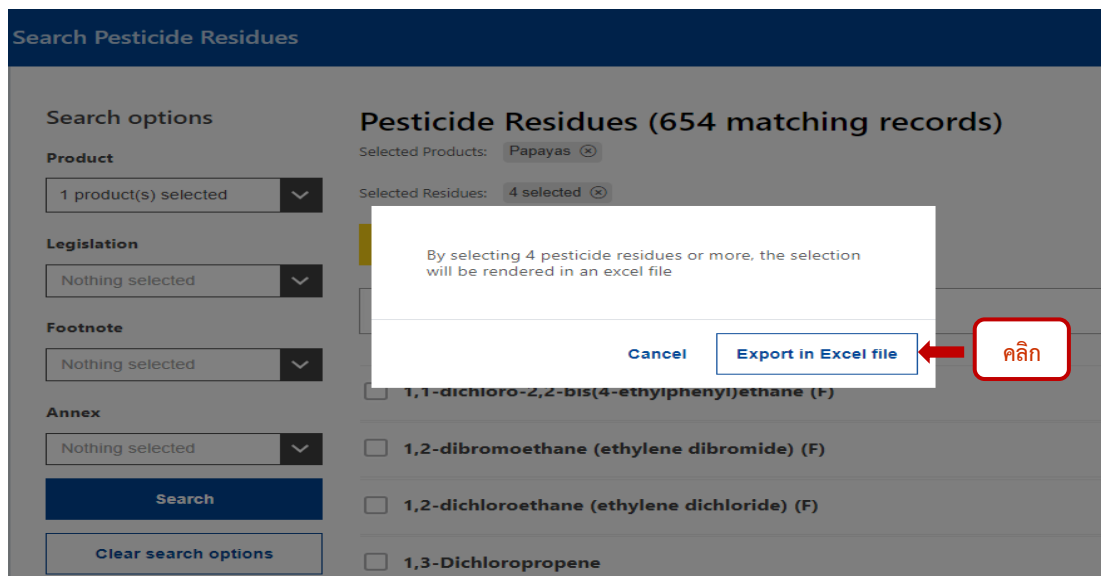 Search Pesticide Residues
Search options
Product
1 product(s) selected
Legislation
Nothing selected
Footnote
Nothing selected
Annex
Nothing selected
Search
Clear search options
Pesticide Residues (654 matching records)
Selected Products: Papayas
Selected Residues: 4 selected
By selecting 4 pesticide residues or more, the selection
will be rendered in an excel file
Cancel
Export in Excel file
คลิก
1,1-dichloro-2,2-bis(4-ethylphenyl)ethane (F)
1,2-dibromoethane (ethylene dibromide) (F)
1,2-dichloroethane (ethylene dichloride) (F)
1,3-Dichloropropene